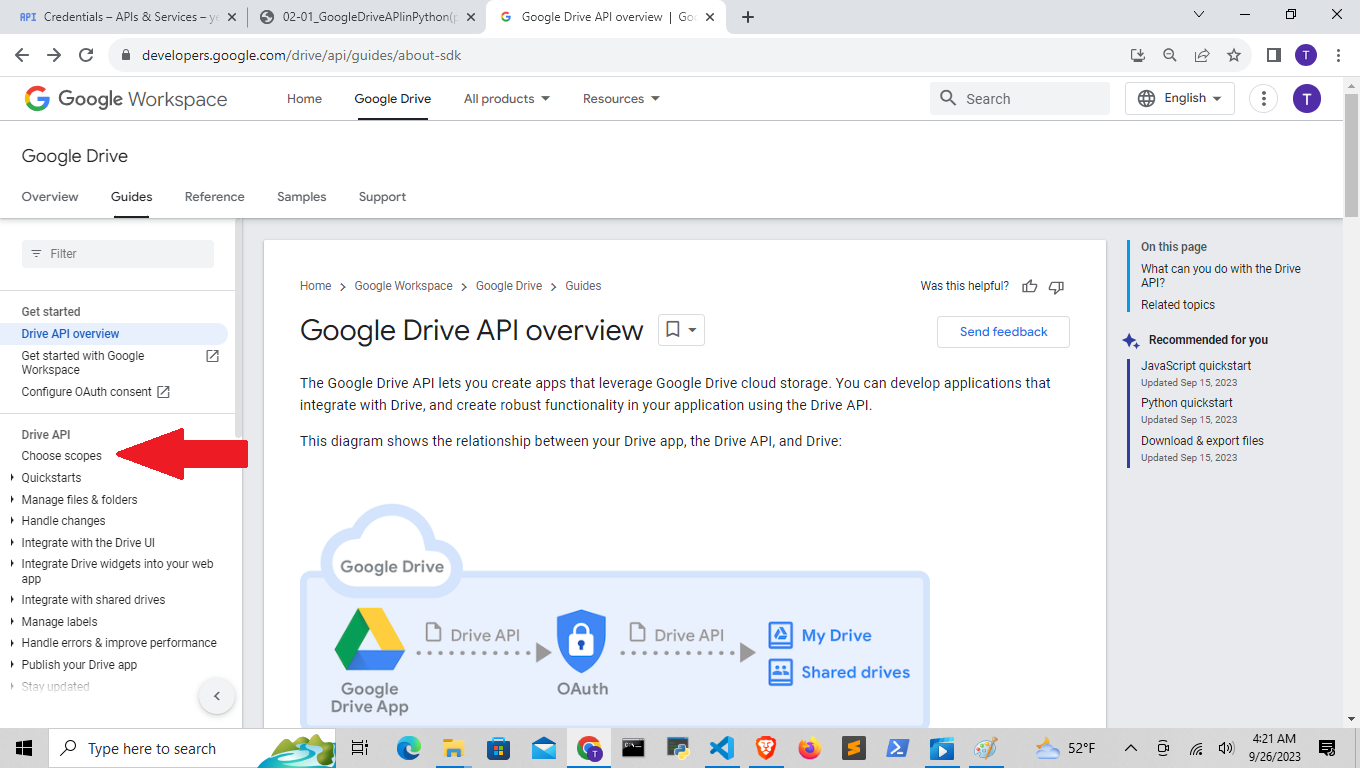 API Credentials – APIs & Services – ye
02-01_GoogleDriveAPIinPython(p
Google Drive API overview | Goo
developers.google.com/drive/api/guides/about-sdk
T
Google Workspace
Home
Google Drive
All products
Resources
Search
English
T
Google Drive
Overview
Guides
Reference
Samples
Support
Filter
Get started
Drive API overview
Get started with Google
Workspace
Configure OAuth consent
Drive API
Choose scopes
Quickstarts
Manage files & folders
Handle changes
Integrate with the Drive UI
Integrate Drive widgets into your web
app
Integrate with shared drives
Manage labels
Handle errors & improve performance
Publish your Drive app
Stay updated
Home > Google Workspace > Google Drive > Guides
Was this helpful?
Google Drive API overview
Send feedback
The Google Drive API lets you create apps that leverage Google Drive cloud storage. You can develop applications that
integrate with Drive, and create robust functionality in your application using the Drive API.
This diagram shows the relationship between your Drive app, the Drive API, and Drive:
Google Drive
Drive API
Drive API
My Drive
Shared drives
Google
Drive App
OAuth
On this page
What can you do with the Drive
API?
Related topics
Recommended for you
JavaScript quickstart
Updated Sep 15, 2023
Python quickstart
Updated Sep 15, 2023
Download & export files
Updated Sep 15, 2023
Type here to search
52°F
4:21 AM
9/26/2023